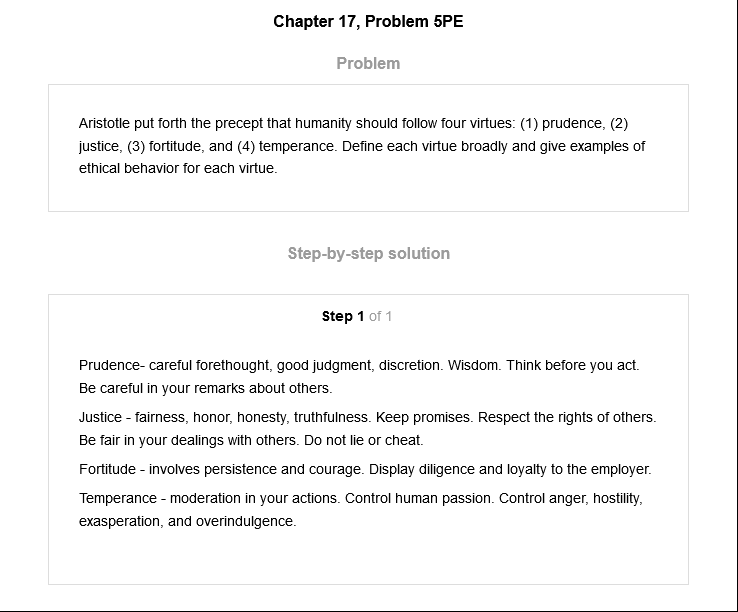 Chapter 17, Problem 5PE
Problem
Aristotle put forth the precept that humanity should follow four virtues: (1) prudence, (2)
justice, (3) fortitude, and (4) temperance. Define each virtue broadly and give examples of
ethical behavior for each virtue.
Step-by-step solution
Step 1 of 1
Prudence- careful forethought, good judgment, discretion. Wisdom. Think before you act.
Be careful in your remarks about others.
Justice - fairness, honor, honesty, truthfulness. Keep promises. Respect the rights of others.
Be fair in your dealings with others. Do not lie or cheat.
Fortitude - involves persistence and courage. Display diligence and loyalty to the employer.
Temperance - moderation in your actions. Control human passion. Control anger, hostility,
exasperation, and overindulgence.